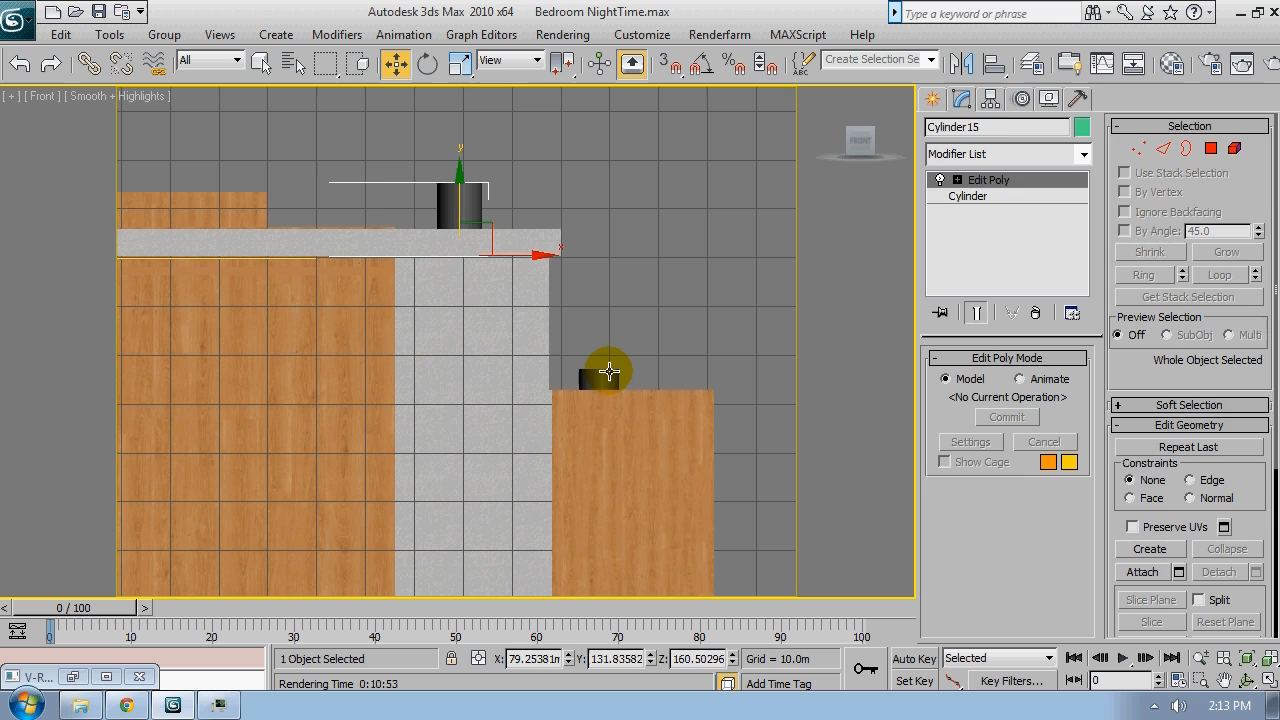 Autodesk 3ds Max 2010 x64 Bedroom NightTime.max
Type a keyword or phrase
Edit Tools Group Views Create Modifiers Animation Graph Editors Rendering Customize Renderfarm MAXScript Help
All View Create Selection Se
3
[ + ] [ Front ] [ Smooth + Highlights ]
FRONT
y
x
Cylinder15
Modifier List
Edit Poly
Cylinder
Edit Poly Mode
Model Animate
<No Current Operation>
Commit
Settings Cancel
Show Cage
Selection
Use Stack Selection
By Vertex
Ignore Backfacing
By Angle: 45.0
Shrink Grow
Ring Loop
Get Stack Selection
Preview Selection
Off SubObj Multi
Whole Object Selected
Soft Selection
Edit Geometry
Repeat Last
Constraints
None Edge
Face Normal
Preserve UVs
Create Collapse
Attach Detach
Slice Plane Split
Slice Reset Plane
0 / 100
0 10 20 30 40 50 60 70 80 90 100
1 Object Selected X: 79.25381m Y: 131.83582 Z: 160.50296 Grid = 10.0m
Auto Key Selected
Rendering Time 0:10:53 Add Time Tag
Set Key Key Filters... 0
V-R...
2:13 PM